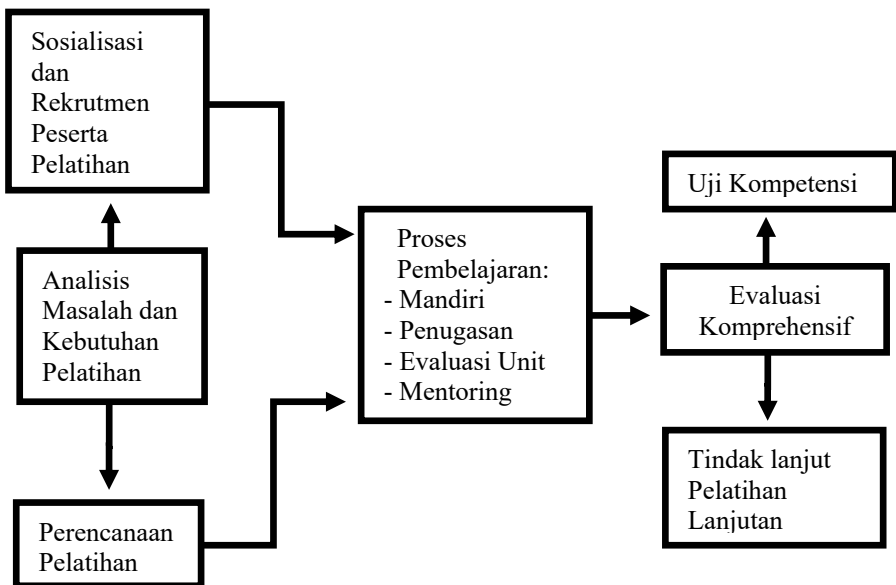 Sosialisasi
dan
Rekrutmen
Peserta
Pelatihan
Analisis
Masalah dan
Kebutuhan
Pelatihan
Perencanaan
Pelatihan
Proses
Pembelajaran:
- Mandiri
- Penugasan
- Evaluasi Unit
- Mentoring
Uji Kompetensi
Evaluasi
Komprehensif
Tindak lanjut
Pelatihan
Lanjutan